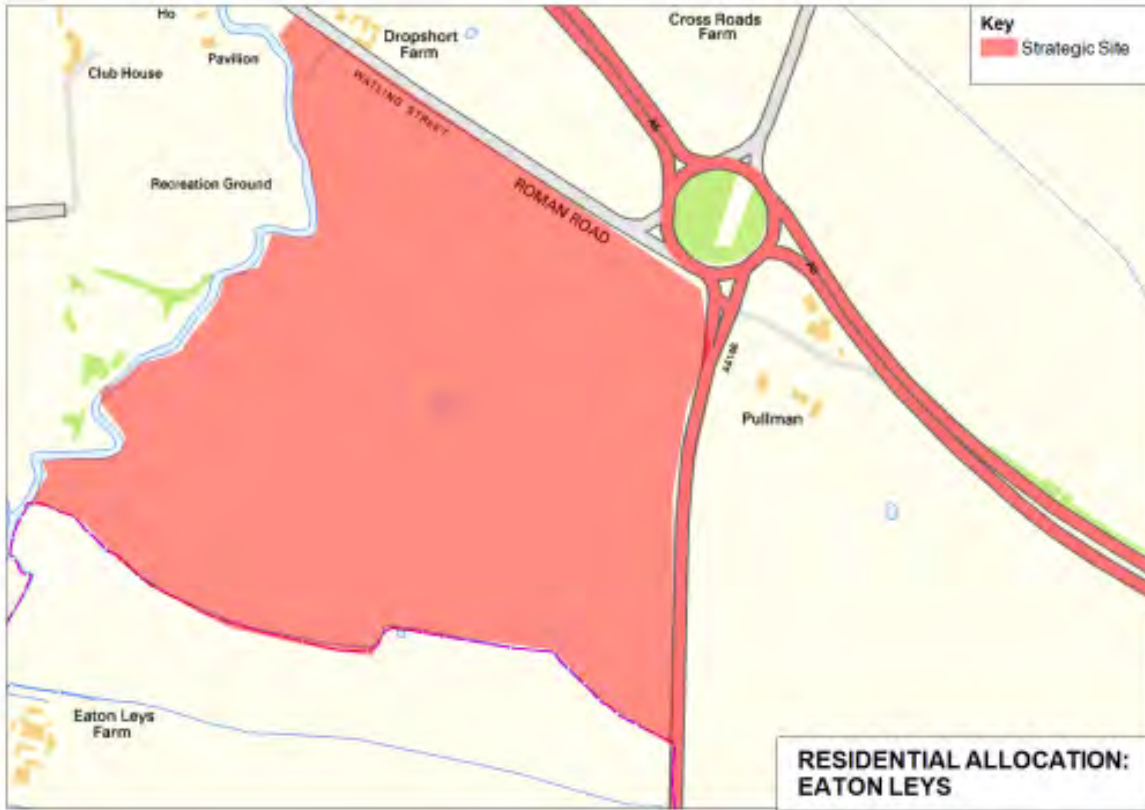 Ho
Pavilion
Club House
Dropshort
Farm
Cross Roads
Farm
Key
Strategic Site
WATLING STREET
Recreation Ground
ROMAN ROAD
A5
A5
A4146
Pullman
Eaton Leys
Farm
RESIDENTIAL ALLOCATION:
EATON LEYS